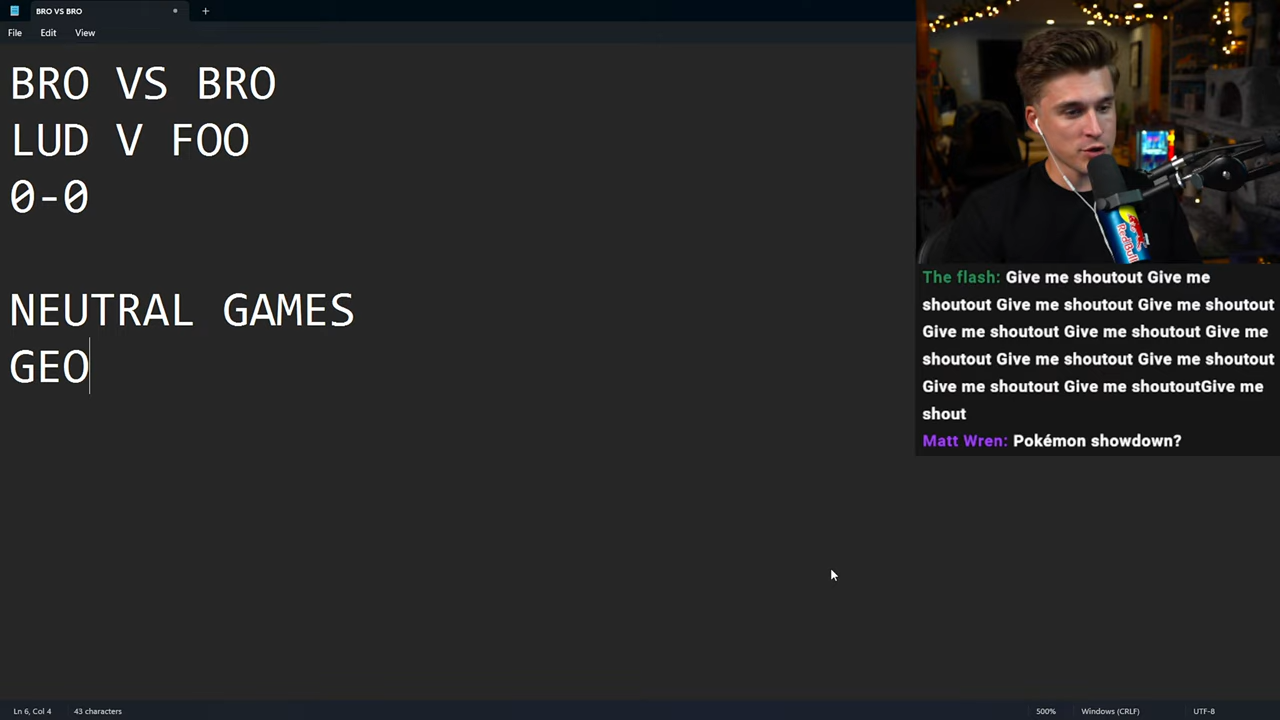 BRO VS BRO
File Edit View
BRO VS BRO
LUD V FOO
0-0
NEUTRAL GAMES
GEO
Red Bull
The flash: Give me shoutout Give me
shoutout Give me shoutout Give me shoutout
Give me shoutout Give me shoutout Give me
shoutout Give me shoutout Give me shoutout
Give me shoutout Give me shoutoutGive me
shout
Matt Wren: Pokémon showdown?
Ln 6, Col 4 43 characters 500% Windows (CRLF) UTF-8